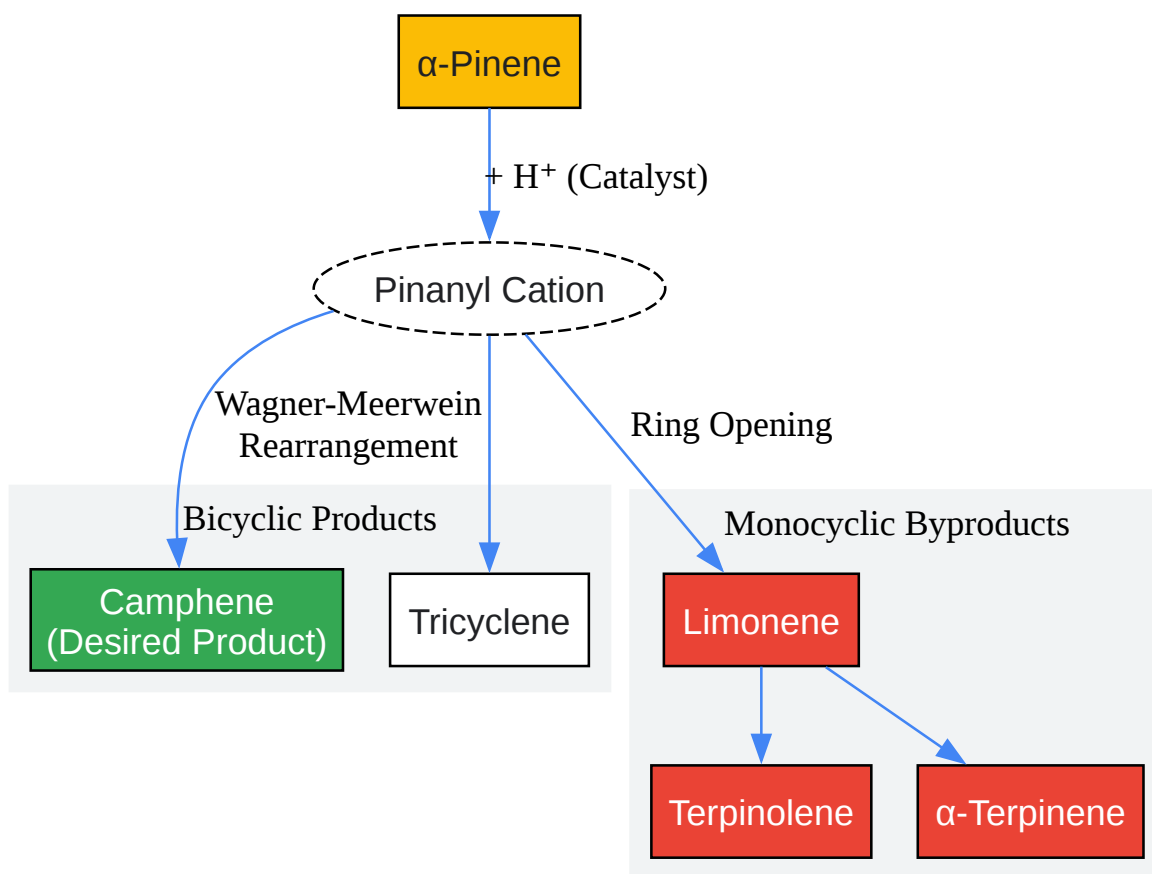 α-Pinene
+ H⁺ (Catalyst)
Pinanyl Cation
Wagner-Meerwein
Rearrangement
Ring Opening
Bicyclic Products
Monocyclic Byproducts
Camphene
(Desired Product)
Tricyclene
Limonene
Terpinolene
α-Terpinene